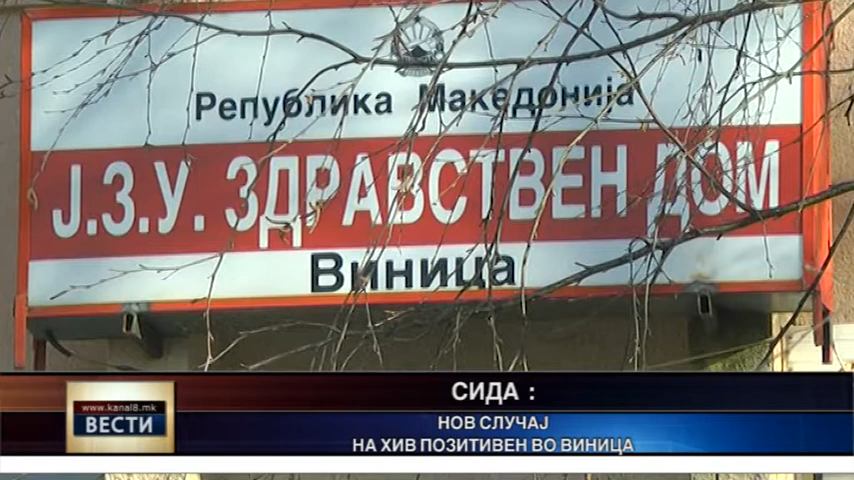 Република Македонија
Ј.З.У. ЗДРАВСТВЕН ДОМ
Виница
www.kanal8.mk
ВЕСТИ
СИДА :
НОВ СЛУЧАЈ
НА ХИВ ПОЗИТИВЕН ВО ВИНИЦА